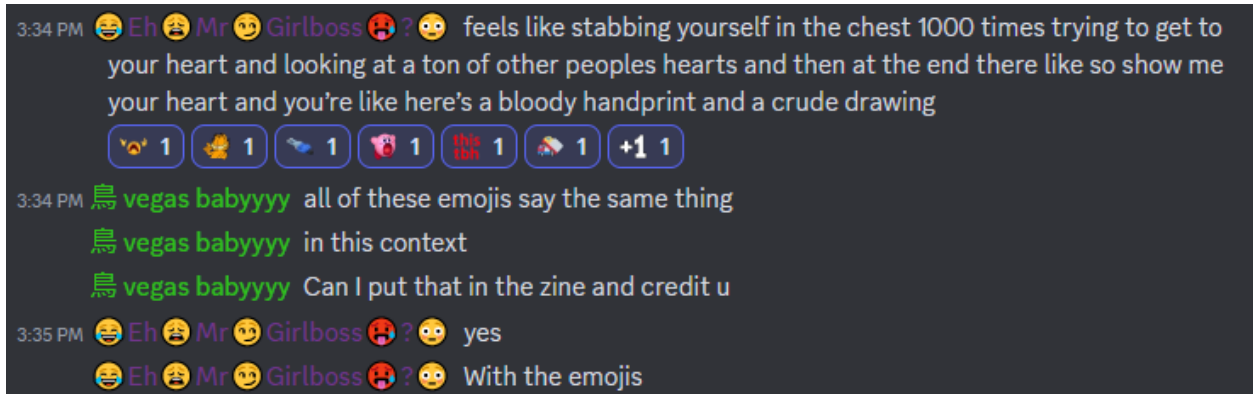 3:34 PM 😂 Eh 😩 Mr 😏 Girlboss 🥵 ? 😳 feels like stabbing yourself in the chest 1000 times trying to get to
your heart and looking at a ton of other peoples hearts and then at the end there like so show me
your heart and you’re like here’s a bloody handprint and a crude drawing
1 1 1 1 this tbh 1 1 +1 1
3:34 PM 鳥 vegas babyyyy all of these emojis say the same thing
鳥 vegas babyyyy in this context
鳥 vegas babyyyy Can I put that in the zine and credit u
3:35 PM 😂 Eh 😩 Mr 😏 Girlboss 🥵 ? 😳 yes
😂 Eh 😩 Mr 😏 Girlboss 🥵 ? 😳 With the emojis